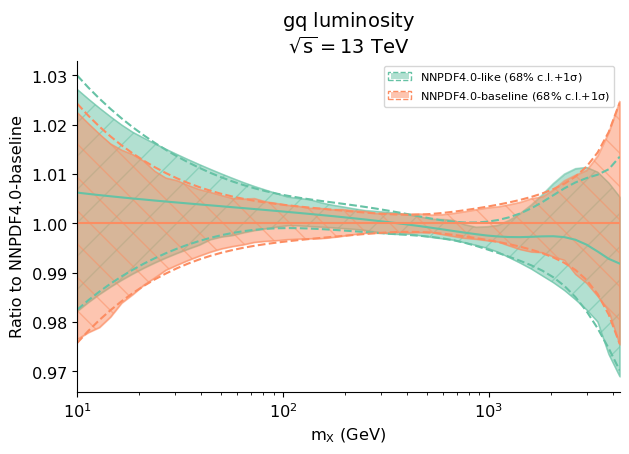 gq luminosity
√s = 13 TeV
NNPDF4.0-like (68% c.l.+1σ)
NNPDF4.0-baseline (68% c.l.+1σ)
Ratio to NNPDF4.0-baseline
1.03
1.02
1.01
1.00
0.99
0.98
0.97
10¹ 10² 10³
mX (GeV)